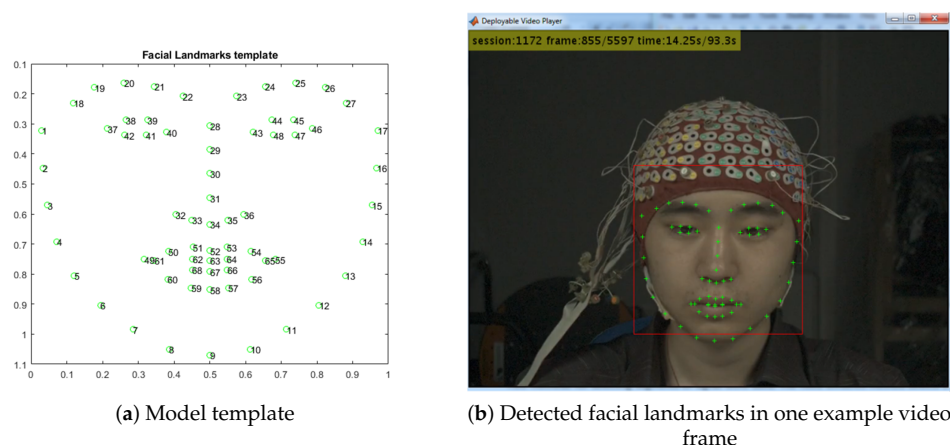 Facial Landmarks template
0.1
0.2
0.3
0.4
0.5
0.6
0.7
0.8
0.9
1
1.1
0 0.1 0.2 0.3 0.4 0.5 0.6 0.7 0.8 0.9 1
20 25
19 21 24 26
22 23
18 27
38 39 44 45
37 40 28 43 46 17
1 42 41 48 47
29
2 30 16
31
3 15
32 36
33 35
34
4 14
51 53
50 52 54
49 61 62 63 64 65 55
68 67 66
5 13
60 56
59 58 57
6 12
7 11
8 10
9
(a) Model template
Deployable Video Player
session:1172 frame:855/5597 time:14.25s/93.3s
(b) Detected facial landmarks in one example video
frame